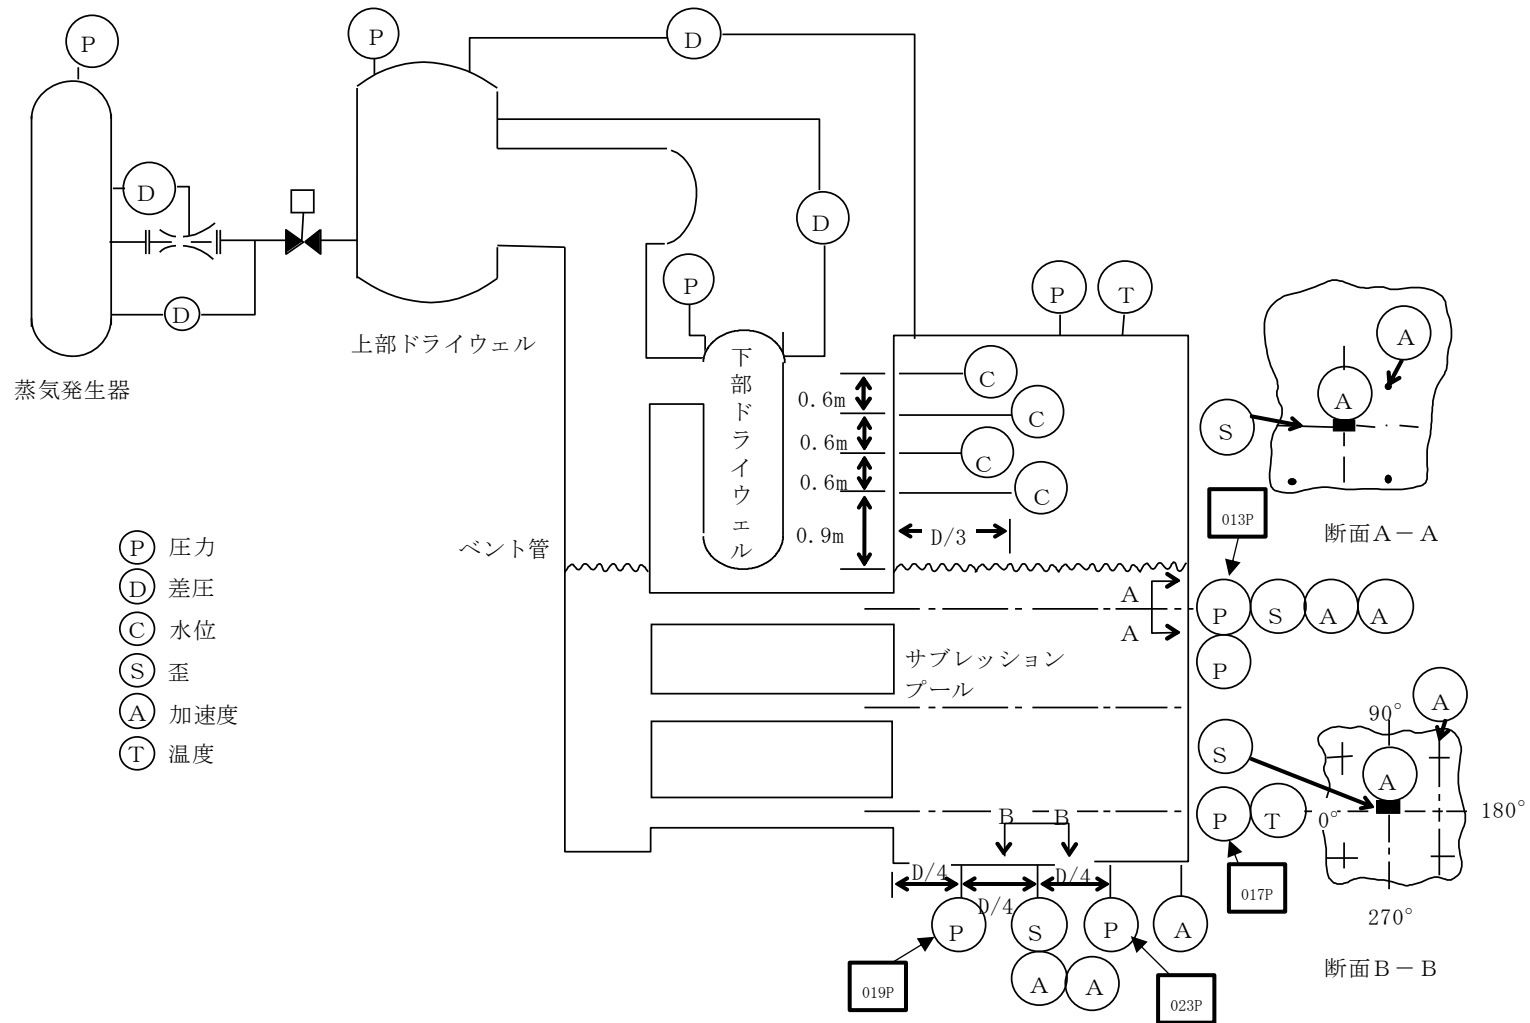 P
P
D
D
D
D
P
上部ドライウェル
蒸気発生器
下部ドライウェル
P
T
C
C
C
C
0.6m
0.6m
0.6m
0.9m
D/3
A
A
S
断面A－A
013P
ベント管
P 圧力
D 差圧
C 水位
S 歪
A 加速度
T 温度
A
A
P
S
A
A
P
サプレッション
プール
S
P
T
017P
90°
A
A
0°
180°
270°
断面B－B
B
B
D/4
D/4
D/4
P
S
P
A
A
A
019P
023P